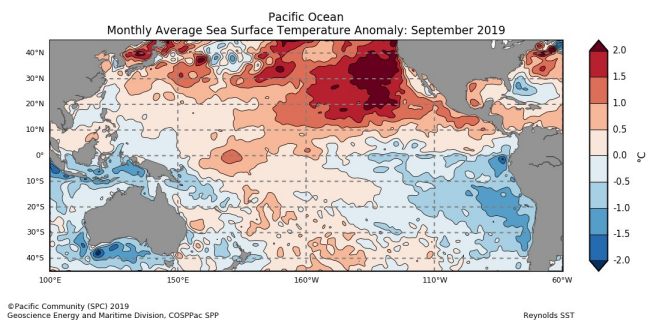 Pacific Ocean
Monthly Average Sea Surface Temperature Anomaly: September 2019
40°N
30°N
20°N
10°N
0°
10°S
20°S
30°S
40°S
100°E
150°E
160°W
110°W
60°W
2.0
1.5
1.0
0.5
0.0
-0.5
-1.0
-1.5
-2.0
°C
©Pacific Community (SPC) 2019
Geoscience Energy and Maritime Division, COSPPac SPP
Reynolds SST